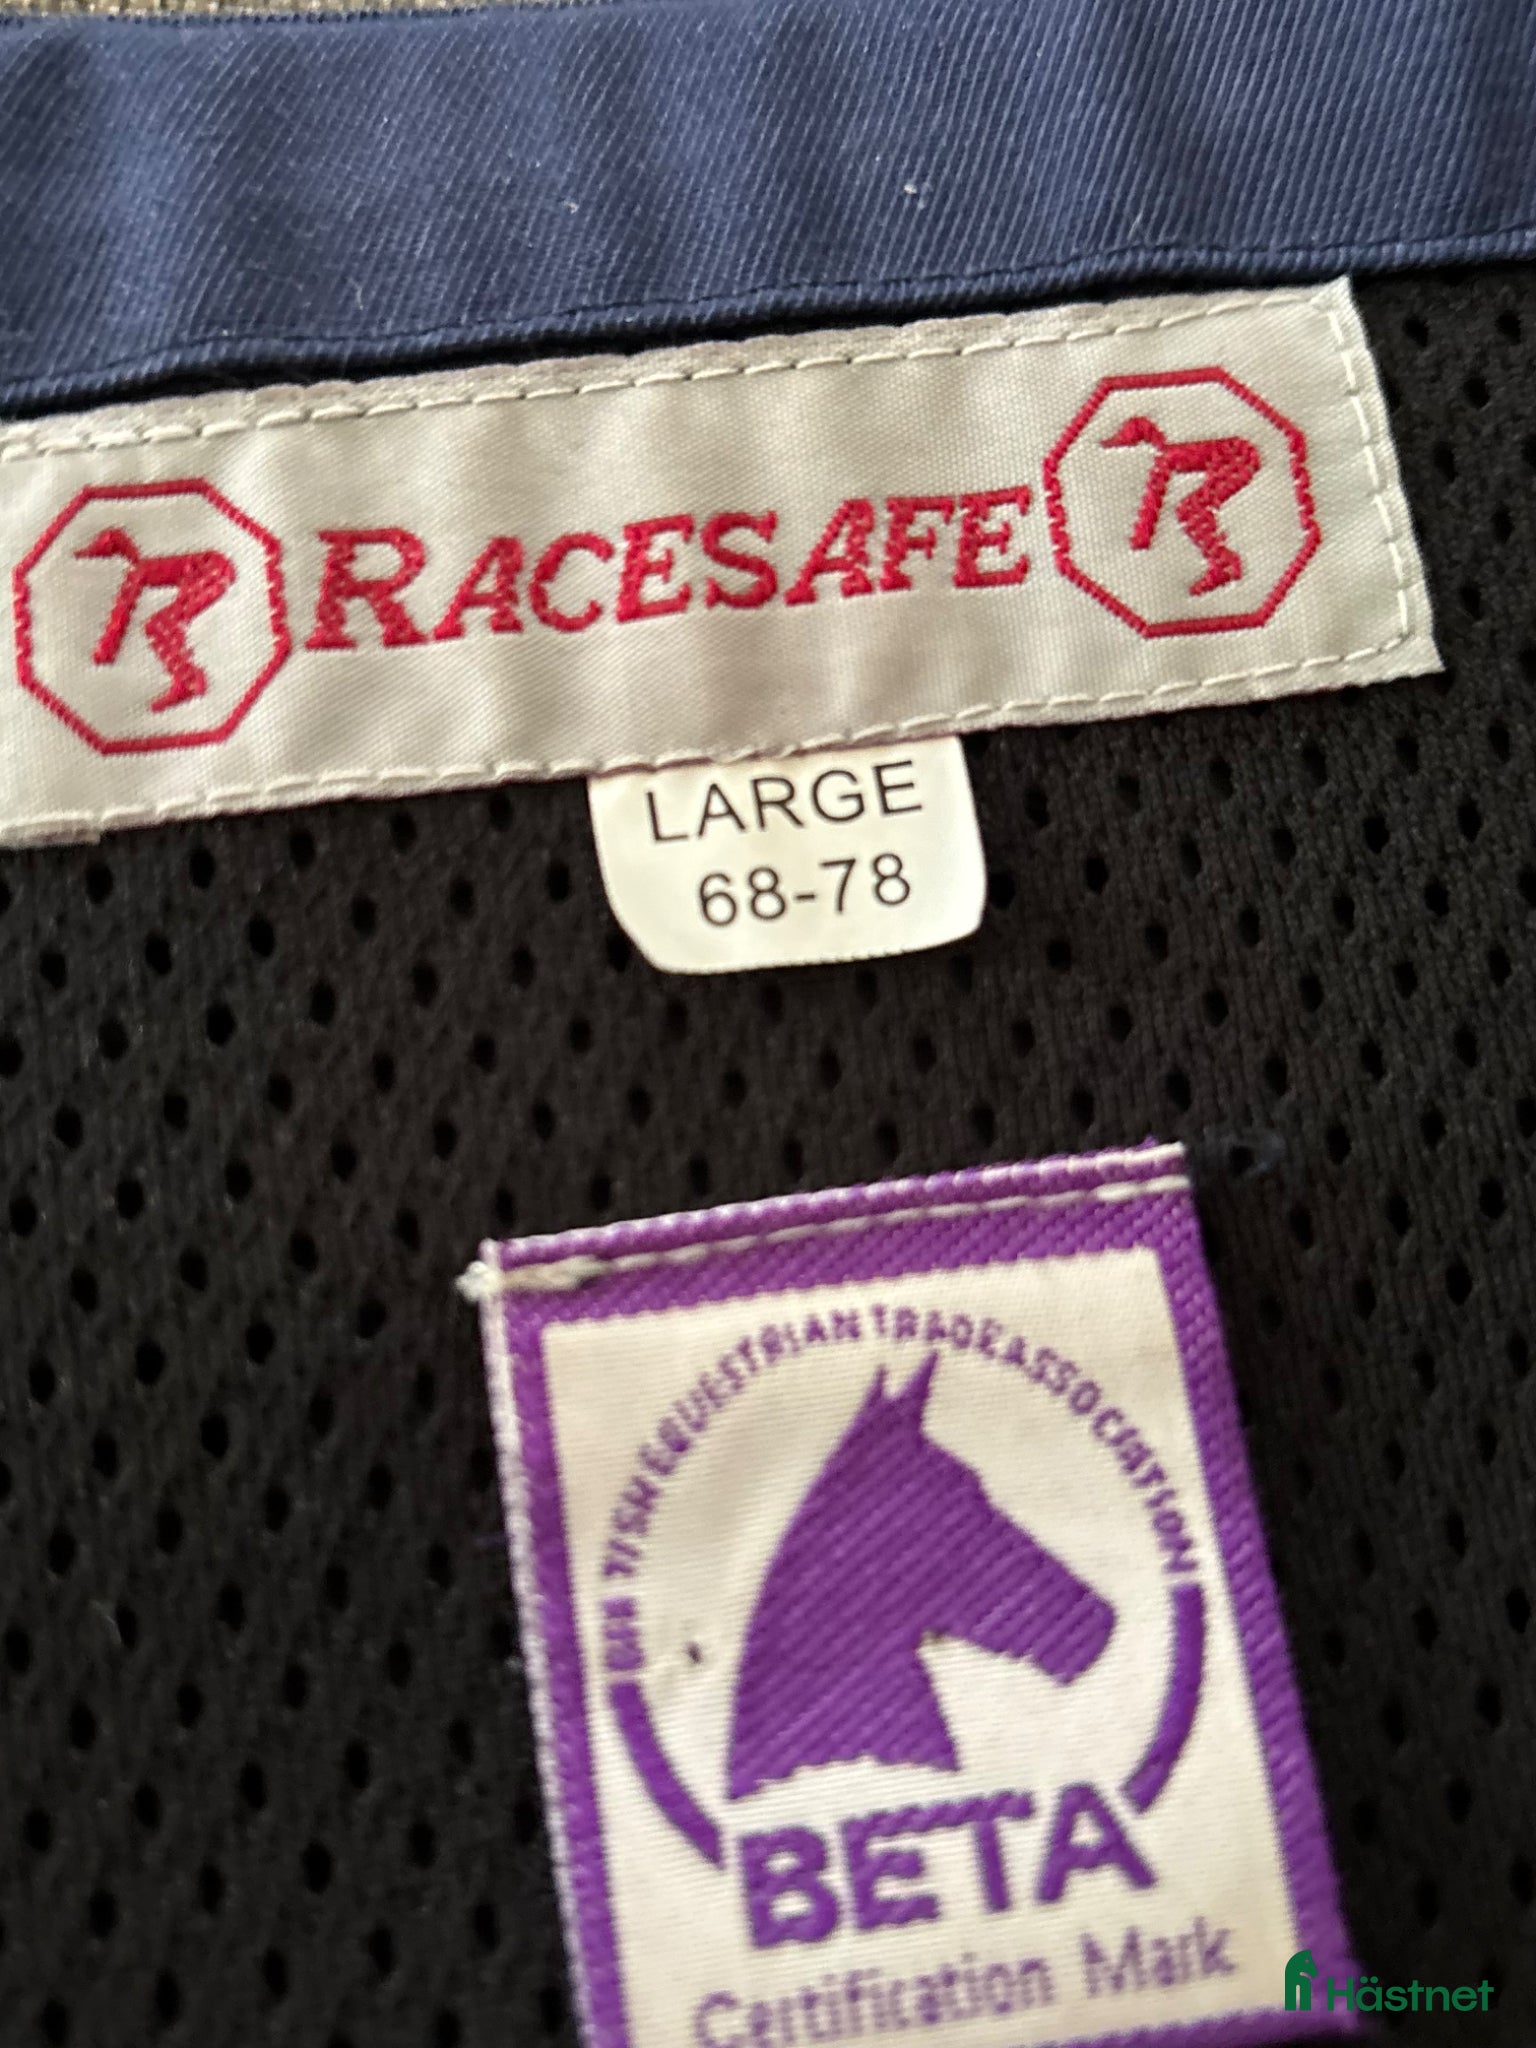 RACESAFE
LARGE
68-78
EQUESTRIAN TRADE ASSOCIATION
BETA
Certification Mark
Hästnet